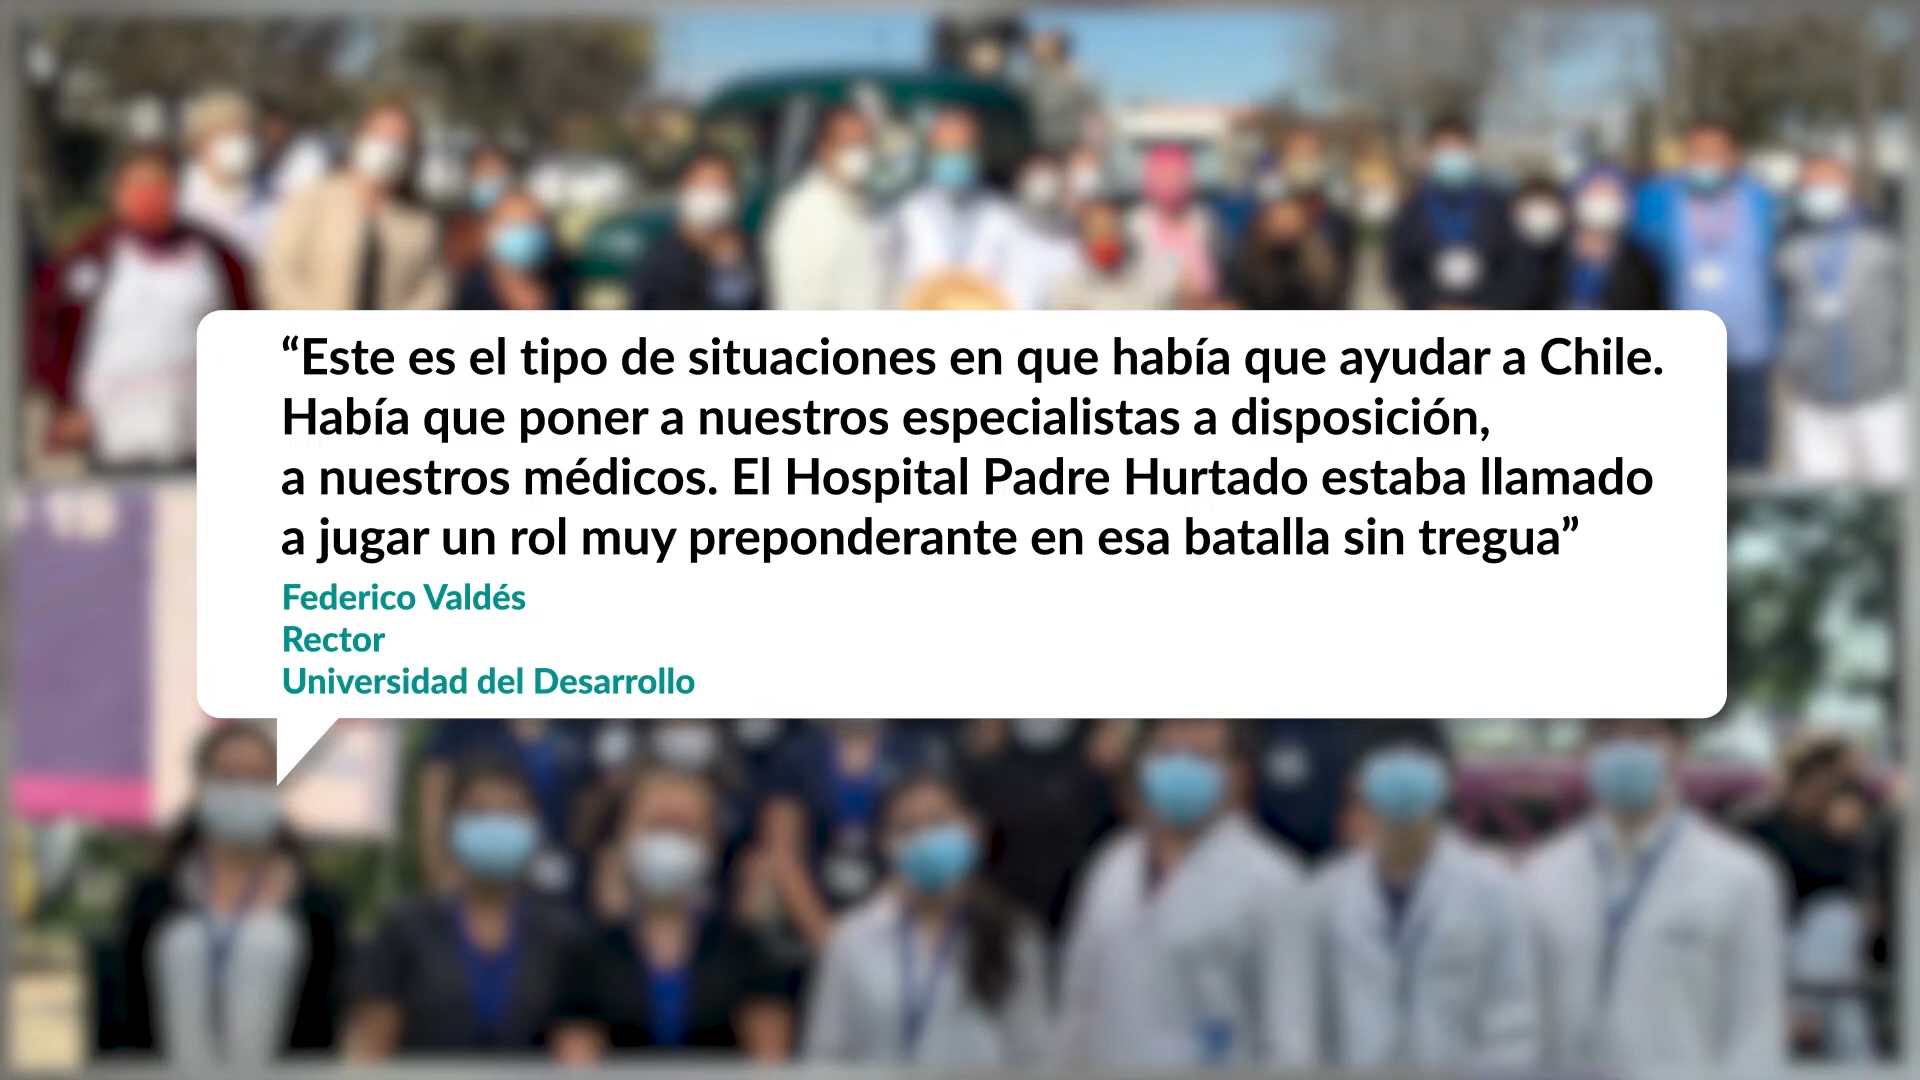 “Este es el tipo de situaciones en que había que ayudar a Chile.
Había que poner a nuestros especialistas a disposición,
a nuestros médicos. El Hospital Padre Hurtado estaba llamado
a jugar un rol muy preponderante en esa batalla sin tregua”
Federico Valdés
Rector
Universidad del Desarrollo